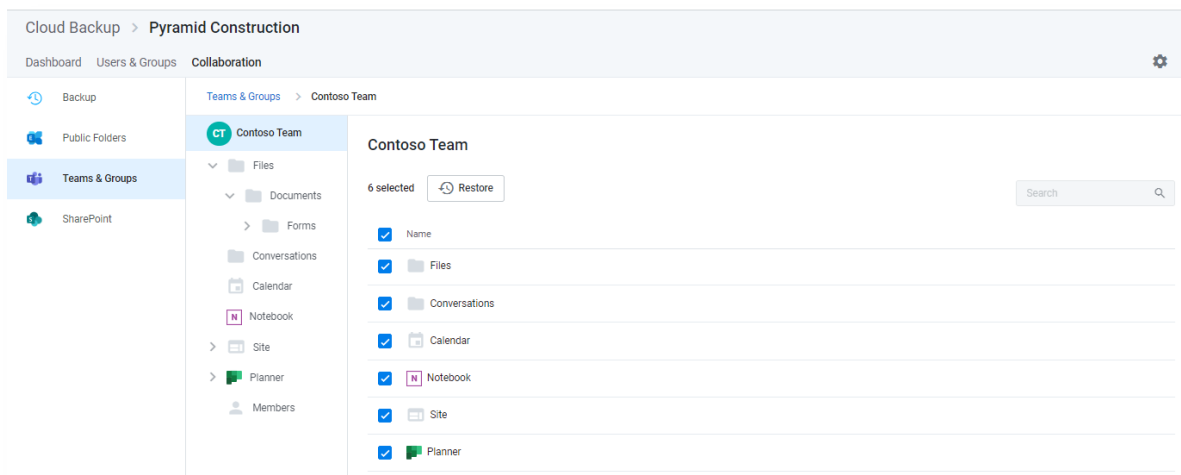 Cloud Backup > Pyramid Construction
Dashboard Users & Groups Collaboration
Backup
Public Folders
Teams & Groups
SharePoint
Teams & Groups > Contoso Team
CT Contoso Team
Files
Documents
Forms
Conversations
Calendar
N Notebook
Site
Planner
Members
Contoso Team
6 selected Restore
Search
Name
Files
Conversations
Calendar
N Notebook
Site
Planner